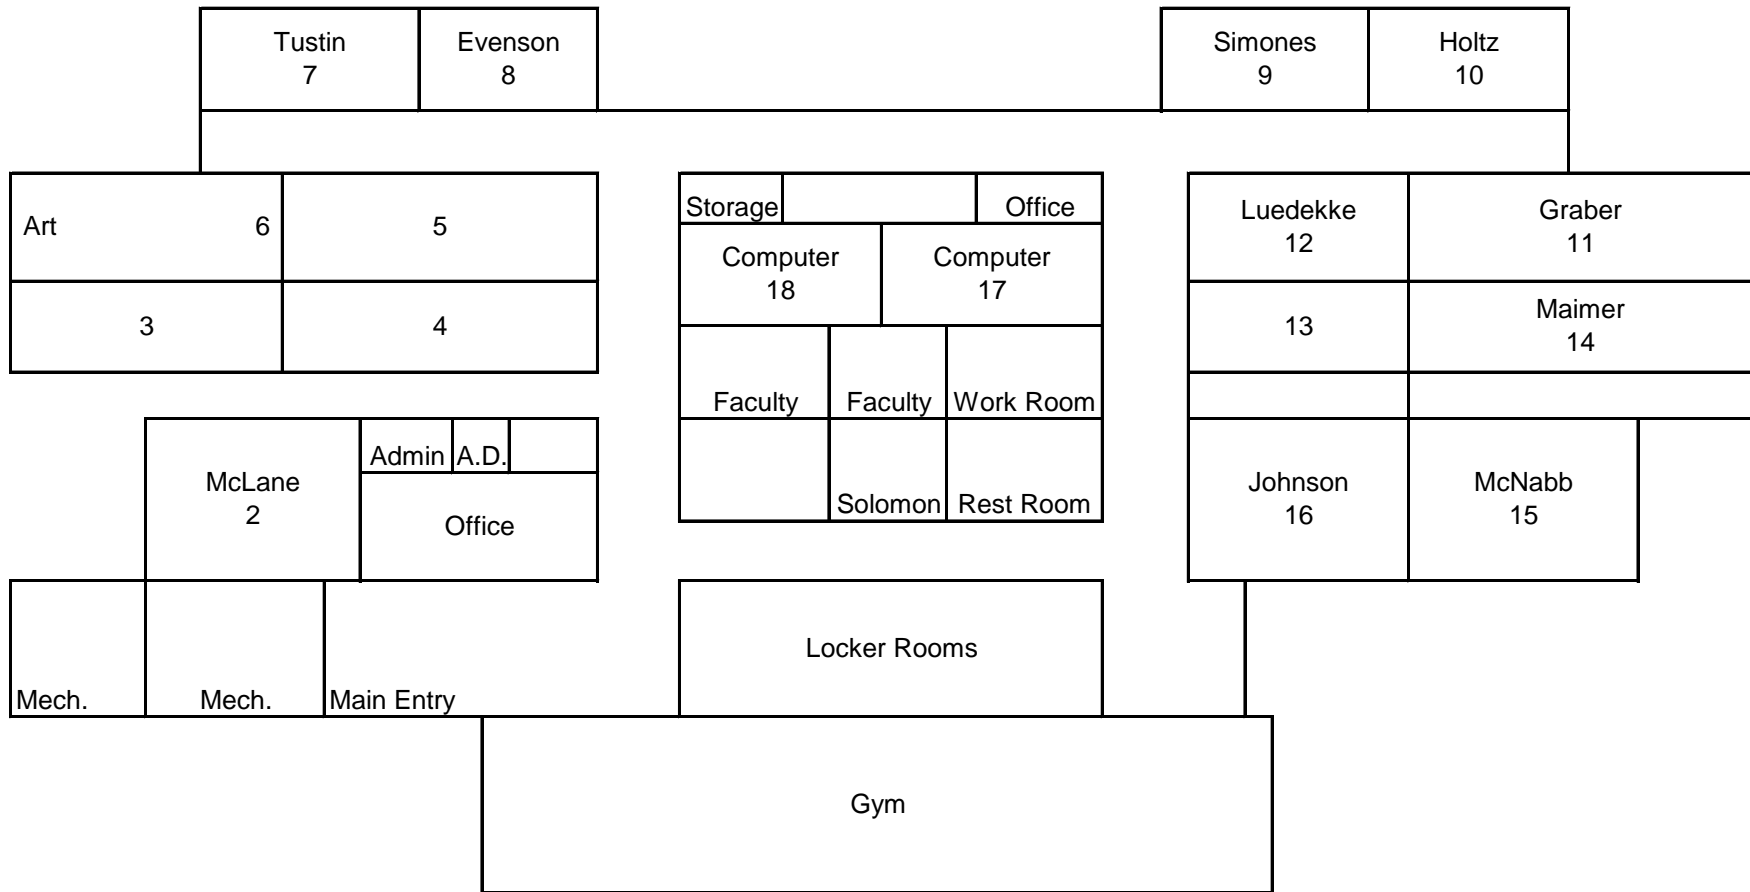 Tustin
7
Evenson
8
Simones
9
Holtz
10
Art 6
5
Storage
Office
Luedekke
12
Graber
11
Computer
18
Computer
17
3
4
13
Maimer
14
Faculty
Faculty
Work Room
McLane
2
Admin
A.D.
Office
Solomon
Rest Room
Johnson
16
McNabb
15
Mech.
Mech.
Main Entry
Locker Rooms
Gym